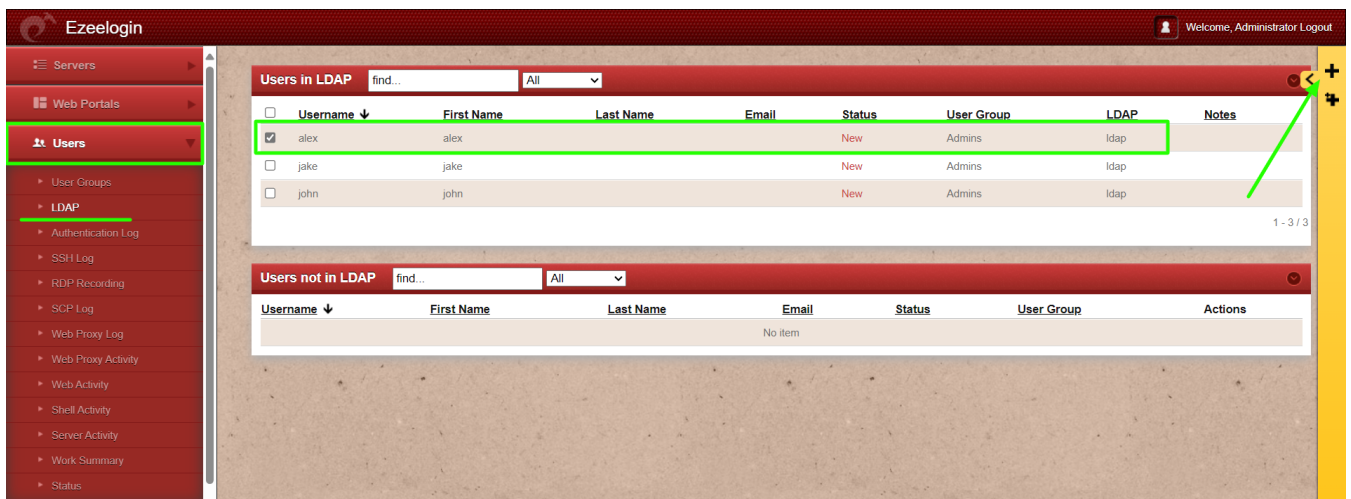 Ezeelogin
Welcome, Administrator Logout
Servers
Web Portals
Users
User Groups
LDAP
Authentication Log
SSH Log
RDP Recording
SCP Log
Web Proxy Log
Web Proxy Activity
Web Activity
Shell Activity
Server Activity
Work Summary
Status
Users in LDAP find... All
Username First Name Last Name Email Status User Group LDAP Notes
alex alex New Admins ldap
jake jake New Admins ldap
john john New Admins ldap
1 - 3 / 3
Users not in LDAP find... All
Username First Name Last Name Email Status User Group Actions
No item